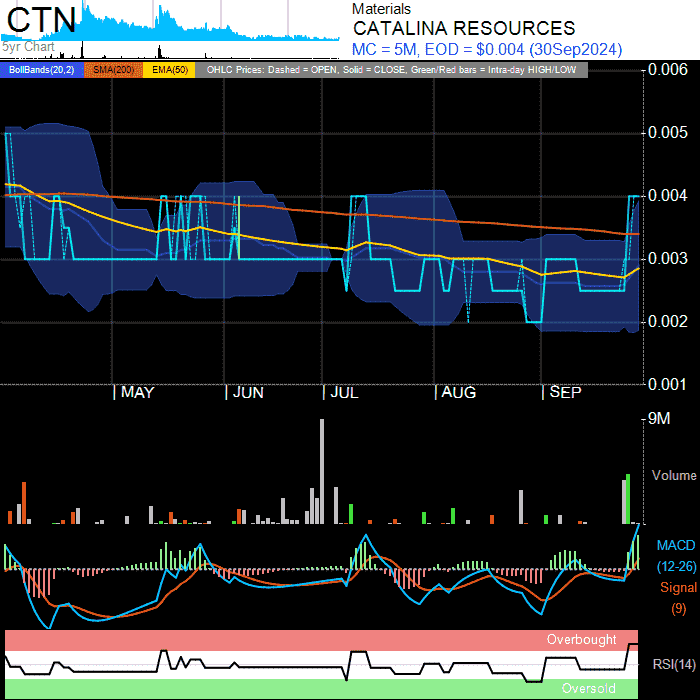 CTN
5yr Chart
Materials
CATALINA RESOURCES
MC = 5M, EOD = $0.004 (30Sep2024)
BollBands(20,2) SMA(200) EMA(50) OHLC Prices: Dashed = OPEN, Solid = CLOSE, Green/Red bars = Intra-day HIGH/LOW
0.006
0.005
0.004
0.003
0.002
0.001
MAY JUN JUL AUG SEP
9M
Volume
MACD
(12-26)
Signal
(9)
Overbought
RSI(14)
Oversold